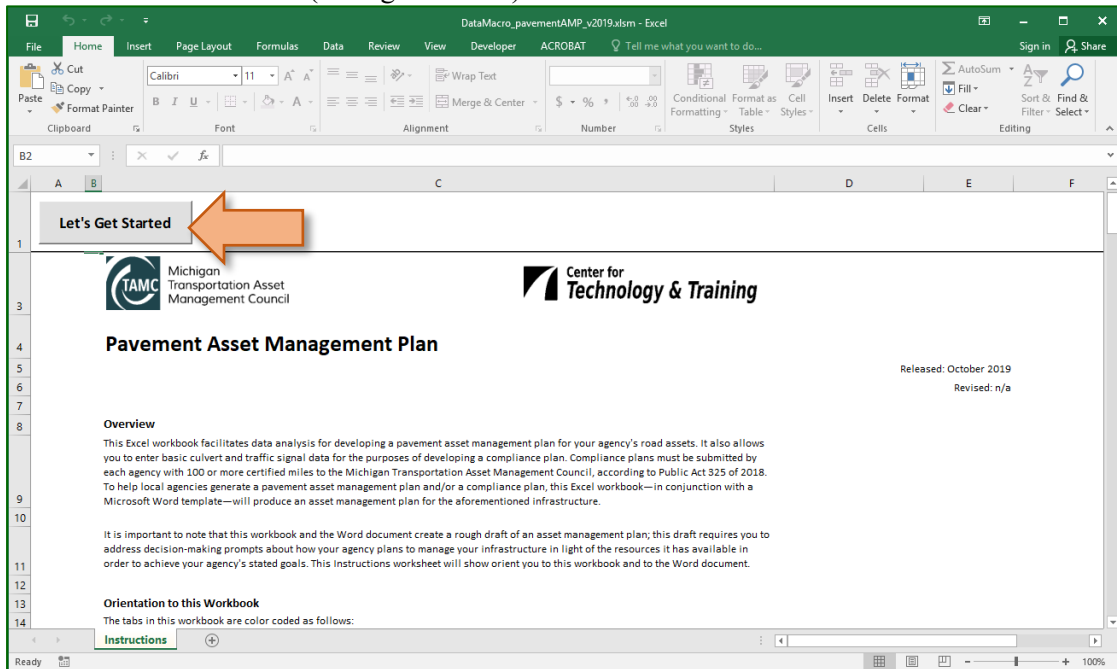 DataMacro_pavementAMP_v2019.xlsm - Excel
File Home Insert Page Layout Formulas Data Review View Developer ACROBAT Tell me what you want to do... Sign in Share
Cut
Copy
Format Painter
Paste
Calibri 11
Wrap Text
Merge & Center
Conditional Formatting
Format as Table
Cell Styles
Insert Delete Format
AutoSum
Fill
Clear
Sort & Filter
Find & Select
Clipboard Font Alignment Number Styles Cells Editing
B2
A B C D E F
1
Let's Get Started
TAMC
Michigan
Transportation Asset
Management Council
Center for
Technology & Training
3
4 Pavement Asset Management Plan
5 Released: October 2019
6 Revised: n/a
7
8 Overview
This Excel workbook facilitates data analysis for developing a pavement asset management plan for your agency's road assets. It also allows
you to enter basic culvert and traffic signal data for the purposes of developing a compliance plan. Compliance plans must be submitted by
each agency with 100 or more certified miles to the Michigan Transportation Asset Management Council, according to Public Act 325 of 2018.
To help local agencies generate a pavement asset management plan and/or a compliance plan, this Excel workbook—in conjunction with a
9 Microsoft Word template—will produce an asset management plan for the aforementioned infrastructure.
10
It is important to note that this workbook and the Word document create a rough draft of an asset management plan; this draft requires you to
address decision-making prompts about how your agency plans to manage your infrastructure in light of the resources it has available in
11 order to achieve your agency's stated goals. This Instructions worksheet will show orient you to this workbook and to the Word document.
12
13 Orientation to this Workbook
14 The tabs in this workbook are color coded as follows:
Instructions
Ready 100%